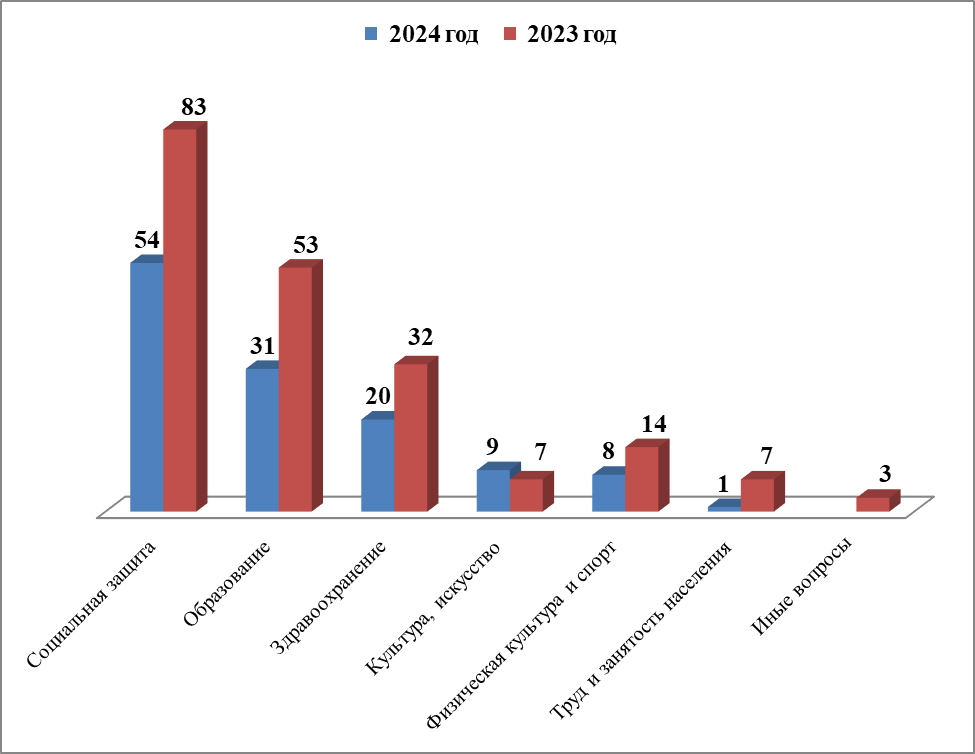 2024 год 2023 год
83
54
53
31
32
20
9
7
8
14
1
7
3
Социальная защита
Образование
Здравоохранение
Культура, искусство
Физическая культура и спорт
Труд и занятость населения
Иные вопросы